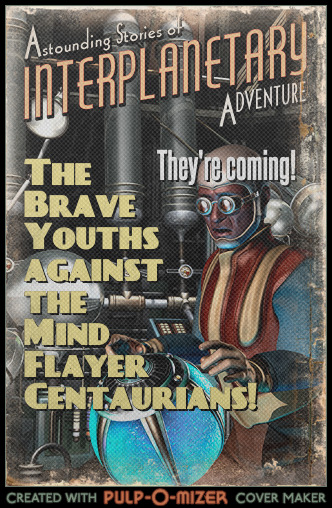 Astounding Stories of
INTERPLANETARY
ADVENTURE
They're coming!
THE
BRAVE
YOUTHS
AGAINST
THE
MIND
FLAYER
CENTAURIANS!
CREATED WITH PULP-O-MIZER COVER MAKER